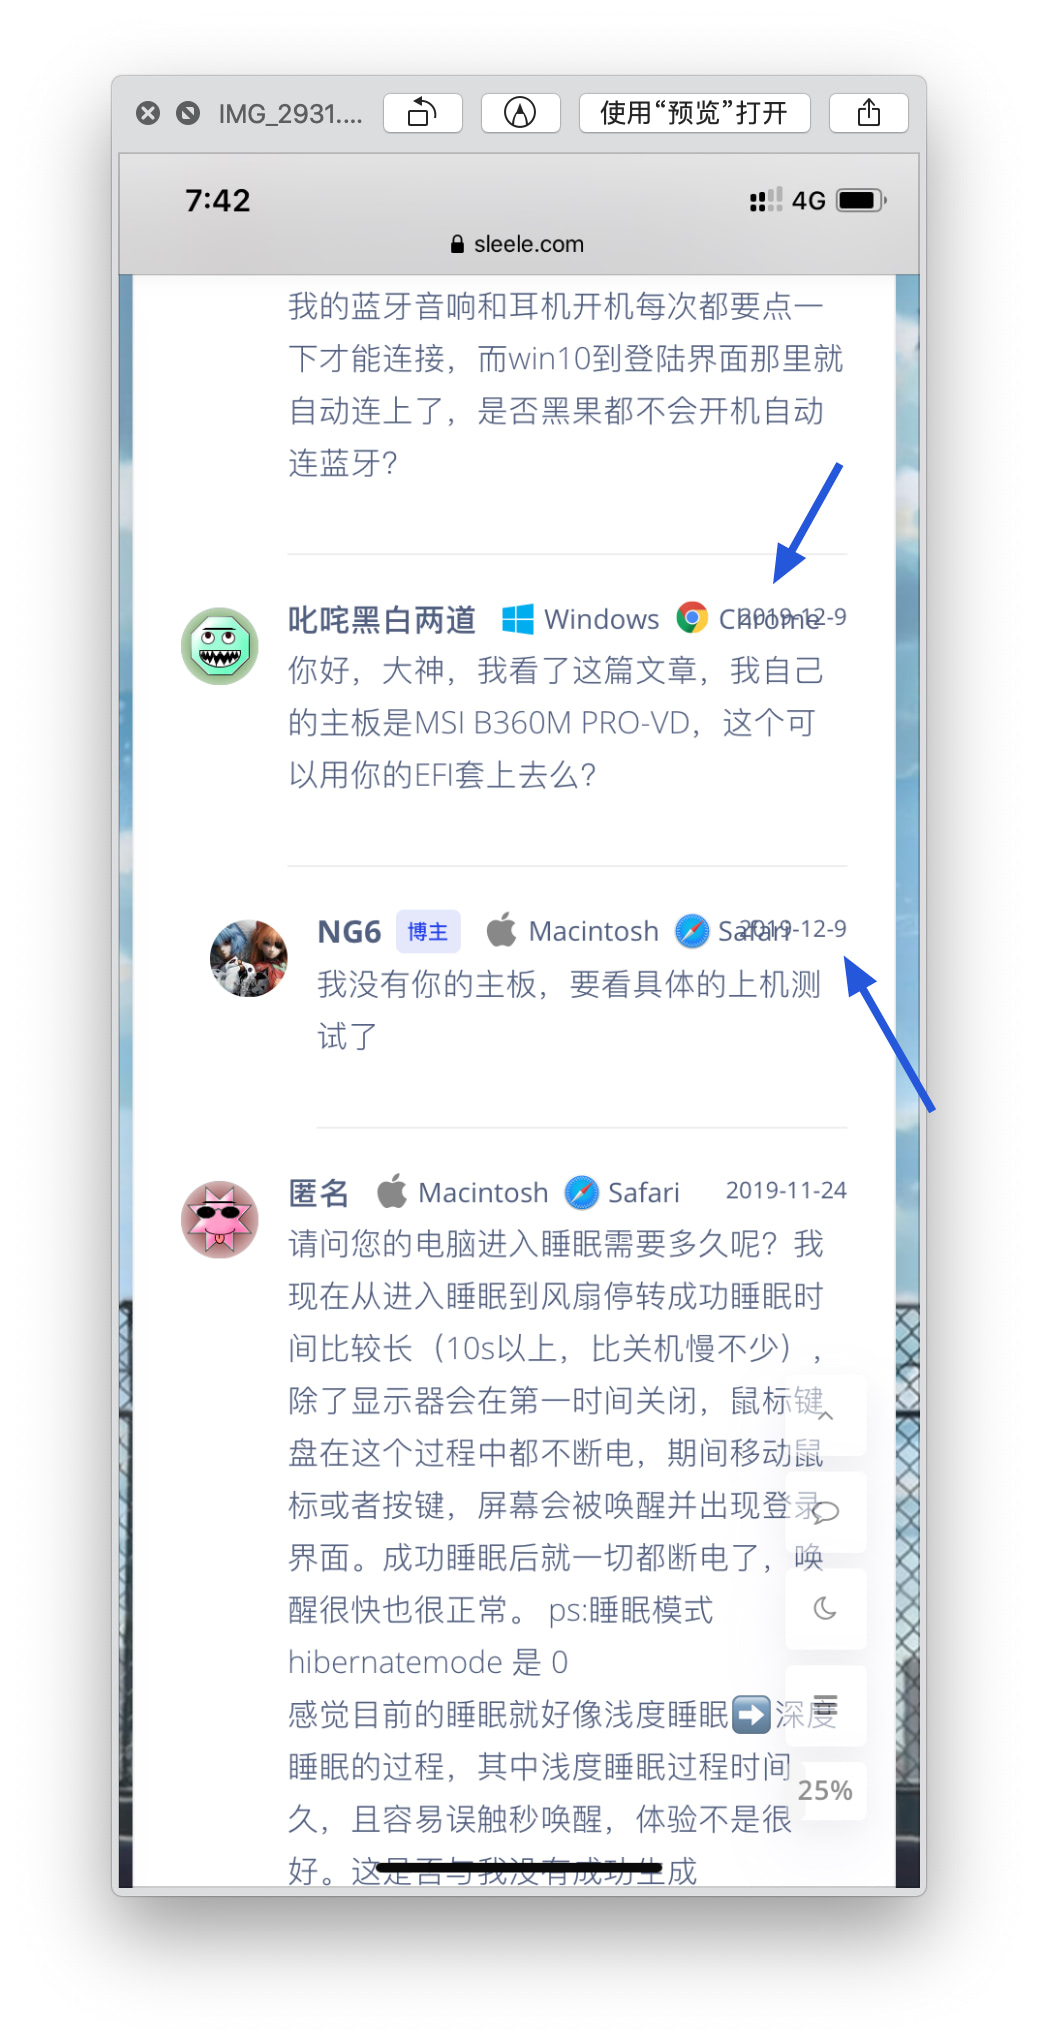 IMG_2931.... 使用“预览”打开
7:42 4G
sleele.com
我的蓝牙音响和耳机开机每次都要点一
下才能连接，而win10到登陆界面那里就
自动连上了，是否黑果都不会开机自动
连蓝牙？
叱咤黑白两道 Windows Chrome 2019-12-9
你好，大神，我看了这篇文章，我自己
的主板是MSI B360M PRO-VD，这个可
以用你的EFI套上去么？
NG6 博主 Macintosh Safari 2019-12-9
我没有你的主板，要看具体的上机测
试了
匿名 Macintosh Safari 2019-11-24
请问您的电脑进入睡眠需要多久呢？我
现在从进入睡眠到风扇停转成功睡眠时
间比较长（10s以上，比关机慢不少），
除了显示器会在第一时间关闭，鼠标键
盘在这个过程中都不断电，期间移动鼠
标或者按键，屏幕会被唤醒并出现登录
界面。成功睡眠后就一切都断电了，唤
醒很快也很正常。 ps:睡眠模式
hibernatemode 是 0
感觉目前的睡眠就好像浅度睡眠➡️深度
睡眠的过程，其中浅度睡眠过程时间
25%
久，且容易误触秒唤醒，体验不是很
好。这是否与我没有成功生成